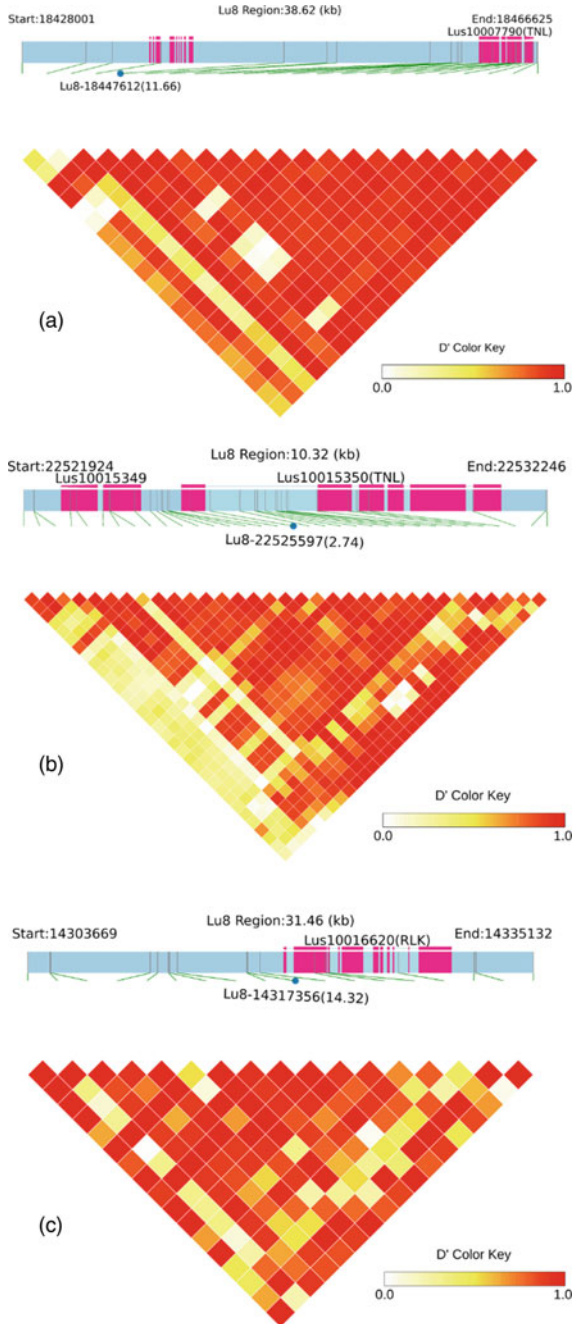 Lu8 Region:38.62 (kb)
Start:18428001
End:18466625
Lus10007790(TNL)
Lu8-18447612(11.66)
(a)
D' Color Key
0.0 1.0
Lu8 Region:10.32 (kb)
Start:22521924
End:22532246
Lus10015349
Lus10015350(TNL)
Lu8-22525597(2.74)
(b)
D' Color Key
0.0 1.0
Lu8 Region:31.46 (kb)
Start:14303669
End:14335132
Lus10016620(RLK)
Lu8-14317356(14.32)
(c)
D' Color Key
0.0 1.0